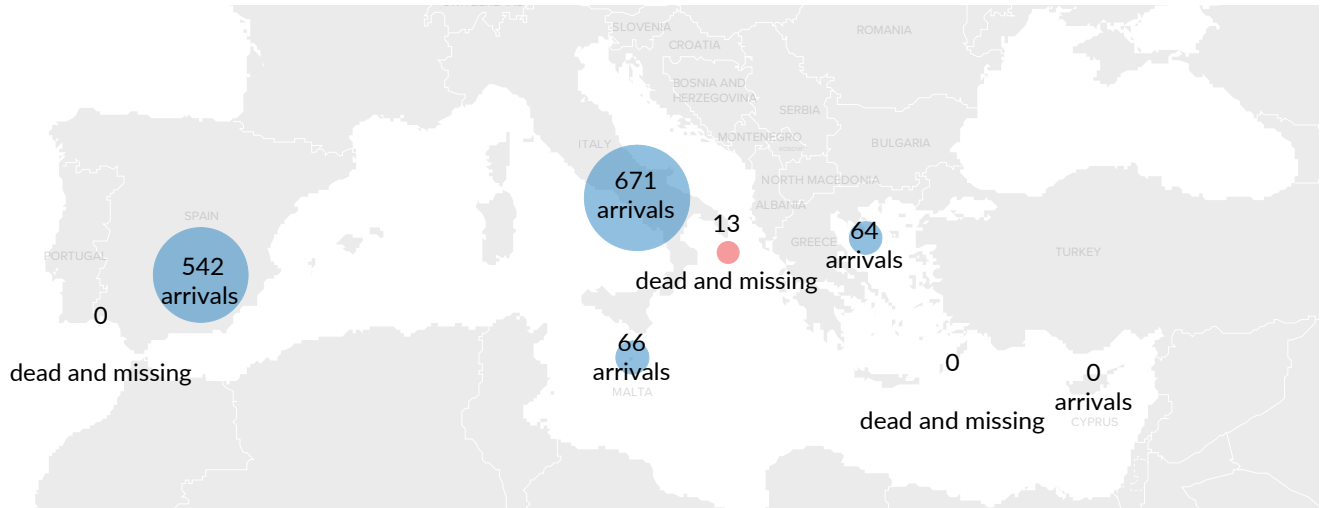 SLOVENIA
ROMANIA
CROATIA
BOSNIA AND
HERZEGOVINA
SERBIA
MONTENEGRO
ITALY
BULGARIA
NORTH MACEDONIA
671
arrivals
ALBANIA
SPAIN
13
64
arrivals
GREECE
TURKEY
PORTUGAL
542
arrivals
dead and missing
0
dead and missing
66
arrivals
MALTA
0
dead and missing
0
arrivals
CYPRUS